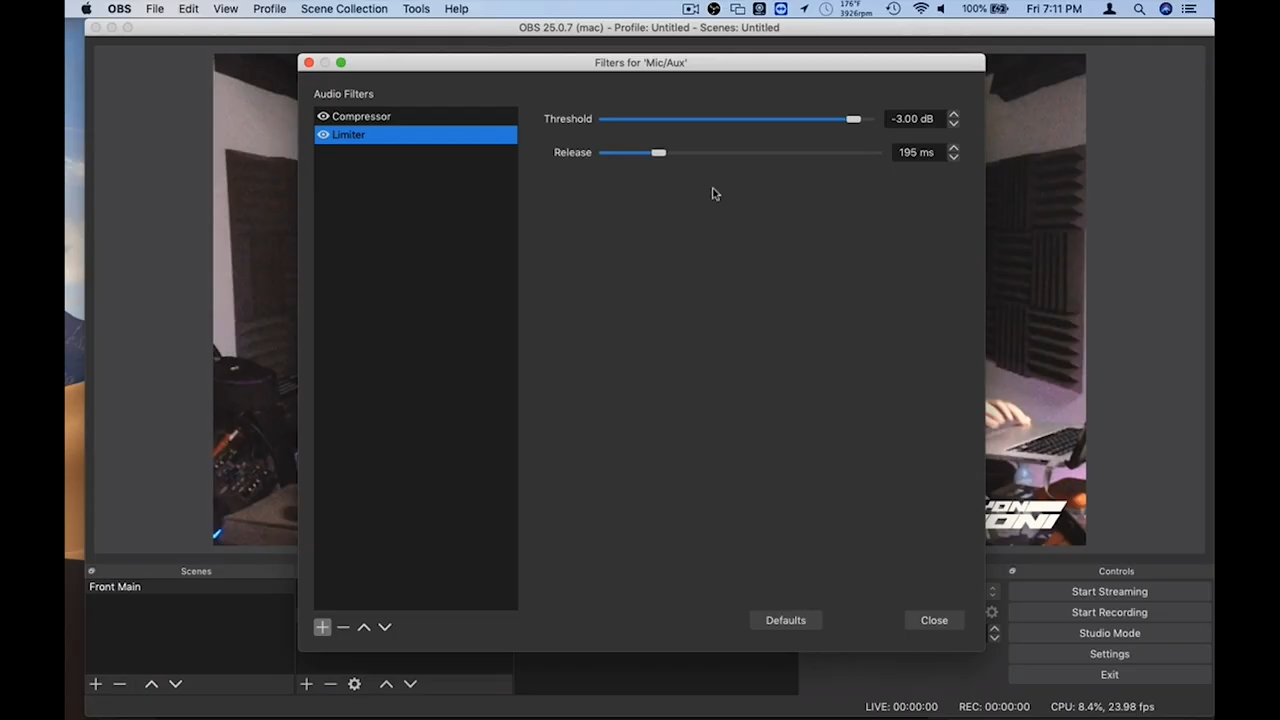 OBS File Edit View Profile Scene Collection Tools Help 176°F 3926rpm 100% Fri 7:11 PM
OBS 25.0.7 (mac) - Profile: Untitled - Scenes: Untitled
Filters for 'Mic/Aux'
Audio Filters
Compressor
Limiter
Threshold -3.00 dB
Release 195 ms
Defaults Close
Scenes
Front Main
Controls
Start Streaming
Start Recording
Studio Mode
Settings
Exit
LIVE: 00:00:00 REC: 00:00:00 CPU: 8.4%, 23.98 fps